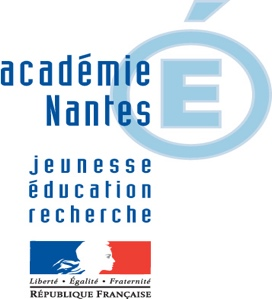 académie
Nantes
É
jeunesse
éducation
recherche
Liberté • Égalité • Fraternité
RÉPUBLIQUE FRANÇAISE